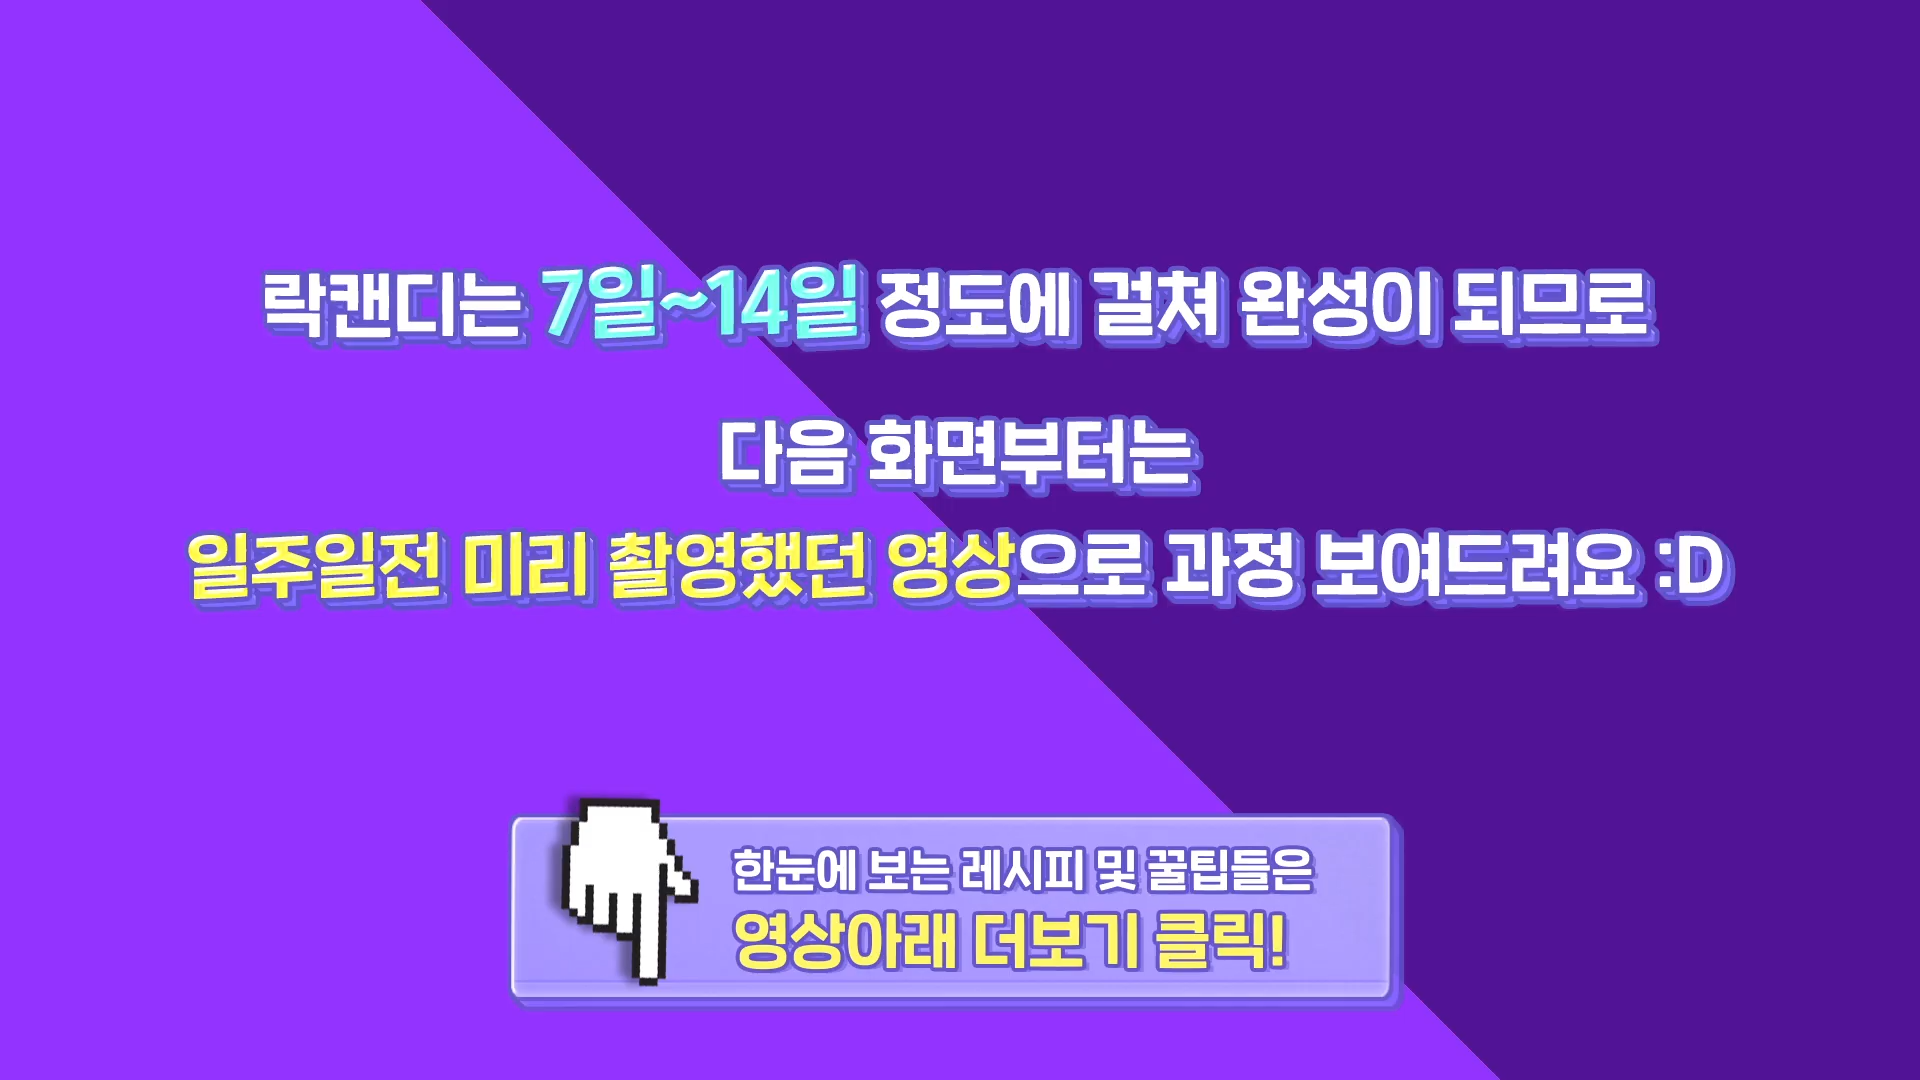 락캔디는 7일~14일 정도에 걸쳐 완성이 되므로
다음 화면부터는
일주일전 미리 촬영했던 영상으로 과정 보여드려요 :D
한눈에 보는 레시피 및 꿀팁들은
영상아래 더보기 클릭!